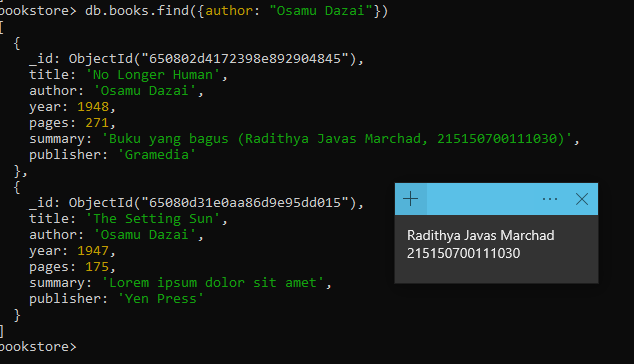 bookstore> db.books.find({author: "Osamu Dazai"})
[
  {
    _id: ObjectId("650802d4172398e892904845"),
    title: 'No Longer Human',
    author: 'Osamu Dazai',
    year: 1948,
    pages: 271,
    summary: 'Buku yang bagus (Radithya Javas Marchad, 215150700111030)',
    publisher: 'Gramedia'
  },
  {
    _id: ObjectId("65080d31e0aa86d9e95dd015"),
    title: 'The Setting Sun',
    author: 'Osamu Dazai',
    year: 1947,
    pages: 175,
    summary: 'Lorem ipsum dolor sit amet',
    publisher: 'Yen Press'
  }
]
bookstore>
Radithya Javas Marchad
215150700111030